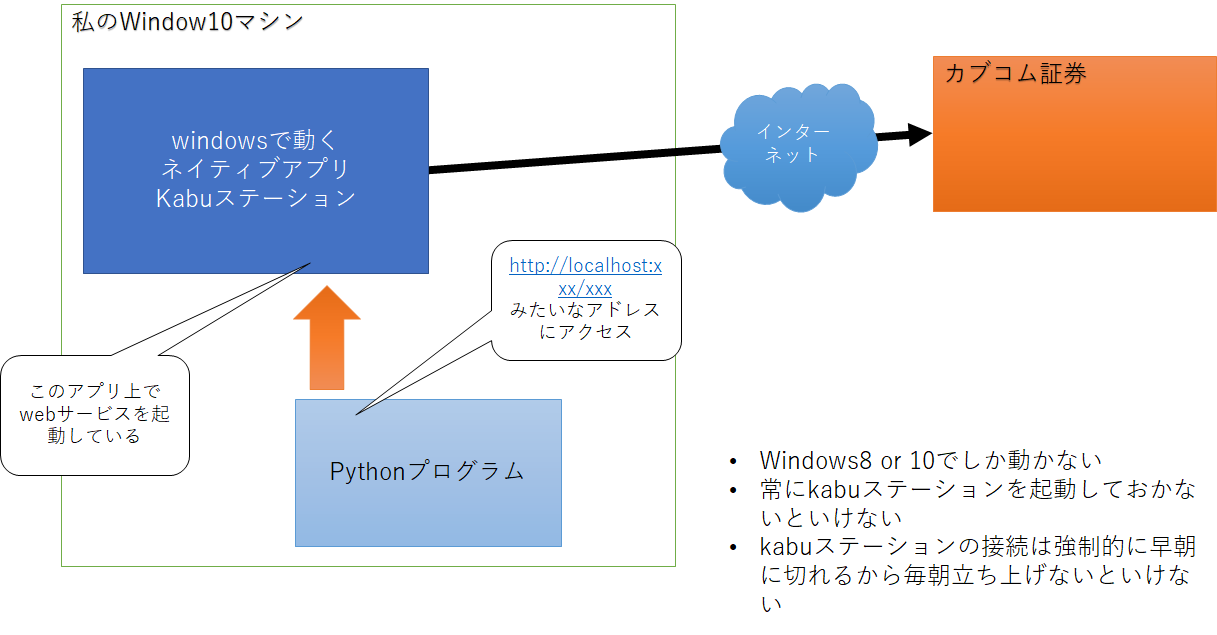 私のWindow10マシン
windowsで動く
ネイティブアプリ
Kabuステーション
インター
ネット
カブコム証券
http://localhost:x
xx/xxx
みたいなアドレス
にアクセス
このアプリ上で
webサービスを起
動している
Pythonプログラム
• Windows8 or 10でしか動かない
• 常にkabuステーションを起動しておかな
いといけない
• kabuステーションの接続は強制的に早朝
に切れるから毎朝立ち上げないといけな
い